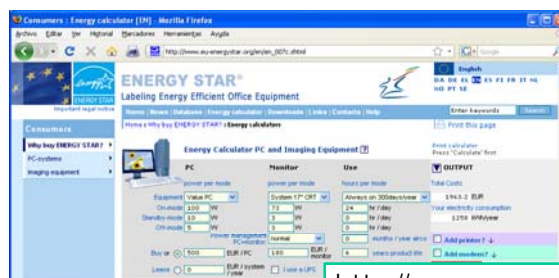 Consumers : Energy calculator [EN] - Mozilla Firefox
Archivo Editar Ver Historial Marcadores Herramientas Ayuda
http://www.eu-energystar.org/en/en_007c.shtml
English
DA DE ES EN ES FI FR IT NL
NO PT SE
ENERGY STAR®
Labeling Energy Efficient Office Equipment
ENERGY STAR
Important legal notice
Home | News | Database | Energy calculator | Downloads | Links | Contacts | Help
Enter keywords Search
Consumers
Home > Why buy ENERGY STAR? > Energy calculators
Print this page
Why buy ENERGY STAR?
PC-systems
Imaging equipment
Energy Calculator PC and Imaging Equipment
Print calculator
Press 'Calculate' first
PC Monitor Use
OUTPUT
power per mode power per mode hours per mode
Total Costs
Equipment Value PC System 17" CRT Always on 300days/year
1963.2 EUR
On-mode 100 W 73 W 24 hr/day
Your electricity consumption
Standby-mode 10 W 3 W 0 hr/day
1258 kWh/year
Off-mode 5 W 3 W 0 hr/day
Power management
PC+Monitor normal 0 months / year
Add printer?
Buy or 500 EUR / PC 180 EUR / monitor 6 years product life
Add modem?
Lease 0 EUR / system / year I use a UPS